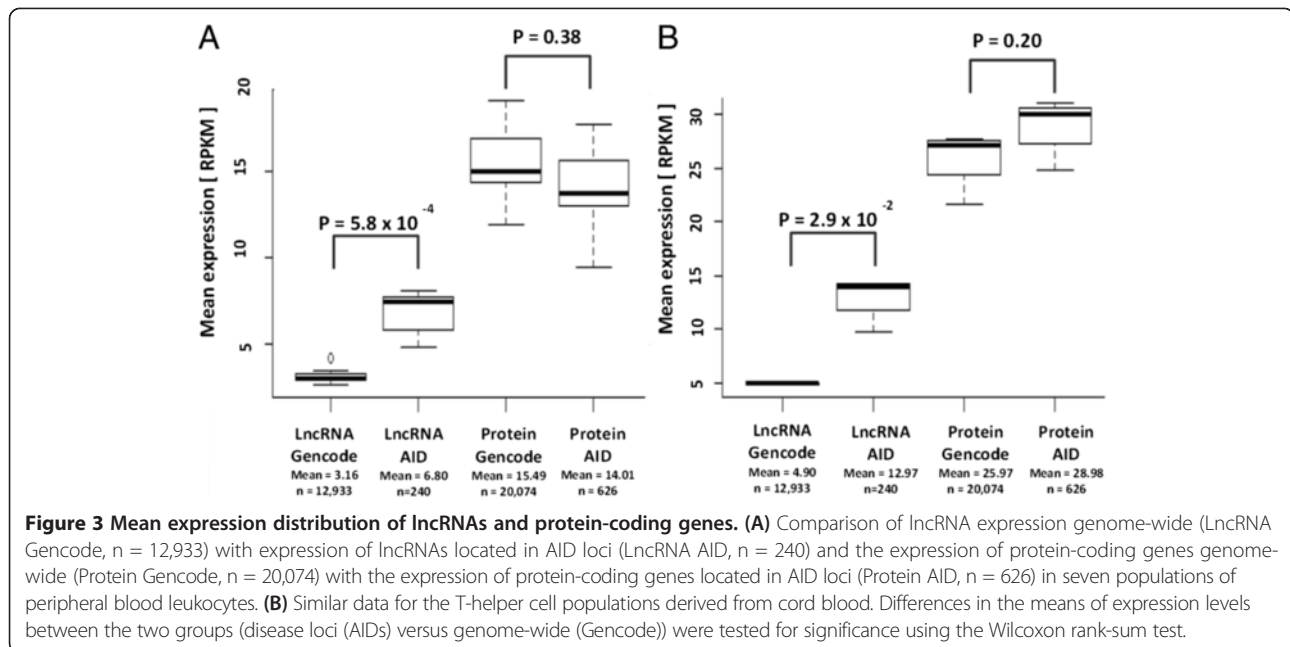 A
P = 0.38
Mean expression [ RPKM ]
20
15
10
5
P = 5.8 x 10 -4
LncRNA Gencode
Mean = 3.16
n = 12,933
LncRNA AID
Mean = 6.80
n=240
Protein Gencode
Mean = 15.49
n = 20,074
Protein AID
Mean = 14.01
n = 626
B
P = 0.20
Mean expression [ RPKM ]
30
25
20
15
10
5
P = 2.9 x 10 -2
LncRNA Gencode
Mean = 4.90
n = 12,933
LncRNA AID
Mean = 12.97
n=240
Protein Gencode
Mean = 25.97
n = 20,074
Protein AID
Mean = 28.98
n = 626
Figure 3 Mean expression distribution of lncRNAs and protein-coding genes. (A) Comparison of lncRNA expression genome-wide (LncRNA
Gencode, n = 12,933) with expression of lncRNAs located in AID loci (LncRNA AID, n = 240) and the expression of protein-coding genes genome-
wide (Protein Gencode, n = 20,074) with the expression of protein-coding genes located in AID loci (Protein AID, n = 626) in seven populations of
peripheral blood leukocytes. (B) Similar data for the T-helper cell populations derived from cord blood. Differences in the means of expression levels
between the two groups (disease loci (AIDs) versus genome-wide (Gencode)) were tested for significance using the Wilcoxon rank-sum test.